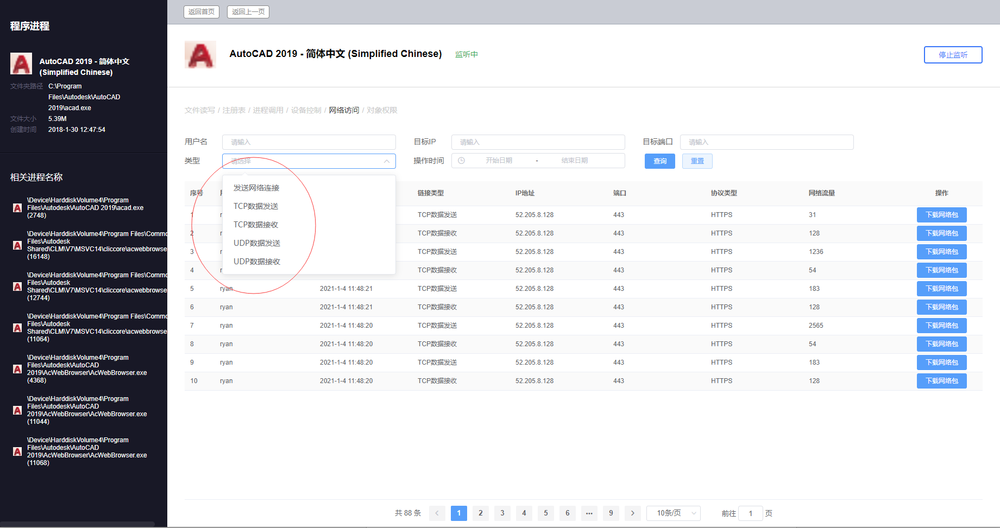 返回首页 返回上一页
程序进程
AutoCAD 2019 - 简体中文
(Simplified Chinese)
文件夹路径 C:\Program
Files\Autodesk\AutoCAD
2019\acad.exe
文件大小 5.39M
创建时间 2018-1-30 12:47:54
相关进程名称
\Device\HarddiskVolume4\Program
Files\Autodesk\AutoCAD 2019\acad.exe
(2748)
\Device\HarddiskVolume4\Program Files\Commo
Files\Autodesk
Shared\CLM\V7\MSVC14\cliccore\acwebbrowse
(16148)
\Device\HarddiskVolume4\Program Files\Commo
Files\Autodesk
Shared\CLM\V7\MSVC14\cliccore\acwebbrowse
(12744)
\Device\HarddiskVolume4\Program Files\Commo
Files\Autodesk
Shared\CLM\V7\MSVC14\cliccore\acwebbrowse
(11064)
\Device\HarddiskVolume4\Program
Files\Autodesk\AutoCAD
2019\AcWebBrowser\AcWebBrowser.exe
(4368)
\Device\HarddiskVolume4\Program
Files\Autodesk\AutoCAD
2019\AcWebBrowser\AcWebBrowser.exe
(11044)
\Device\HarddiskVolume4\Program
Files\Autodesk\AutoCAD
2019\AcWebBrowser\AcWebBrowser.exe
(11068)
AutoCAD 2019 - 简体中文 (Simplified Chinese) 监听中 停止监听
文件读写 / 注册表 / 进程调用 / 设备控制 / 网络访问 / 对象权限
用户名 请输入 目标IP 请输入 目标端口 请输入
类型 请选择 操作时间 开始日期 - 结束日期 查询 重置
发送网络连接
TCP数据发送
TCP数据接收
UDP数据发送
UDP数据接收
序号 链接类型 IP地址 端口 协议类型 网络流量 操作
1 r TCP数据发送 52.205.8.128 443 HTTPS 31 下载网络包
2 r TCP数据接收 52.205.8.128 443 HTTPS 128 下载网络包
3 r TCP数据发送 52.205.8.128 443 HTTPS 1236 下载网络包
4 r TCP数据接收 52.205.8.128 443 HTTPS 54 下载网络包
5 ryan 2021-1-4 11:48:21 TCP数据发送 52.205.8.128 443 HTTPS 183 下载网络包
6 ryan 2021-1-4 11:48:21 TCP数据接收 52.205.8.128 443 HTTPS 128 下载网络包
7 ryan 2021-1-4 11:48:20 TCP数据发送 52.205.8.128 443 HTTPS 2565 下载网络包
8 ryan 2021-1-4 11:48:20 TCP数据接收 52.205.8.128 443 HTTPS 54 下载网络包
9 ryan 2021-1-4 11:48:20 TCP数据发送 52.205.8.128 443 HTTPS 183 下载网络包
10 ryan 2021-1-4 11:48:20 TCP数据接收 52.205.8.128 443 HTTPS 128 下载网络包
共 88 条 1 2 3 4 5 6 ••• 9 10条/页 前往 1 页